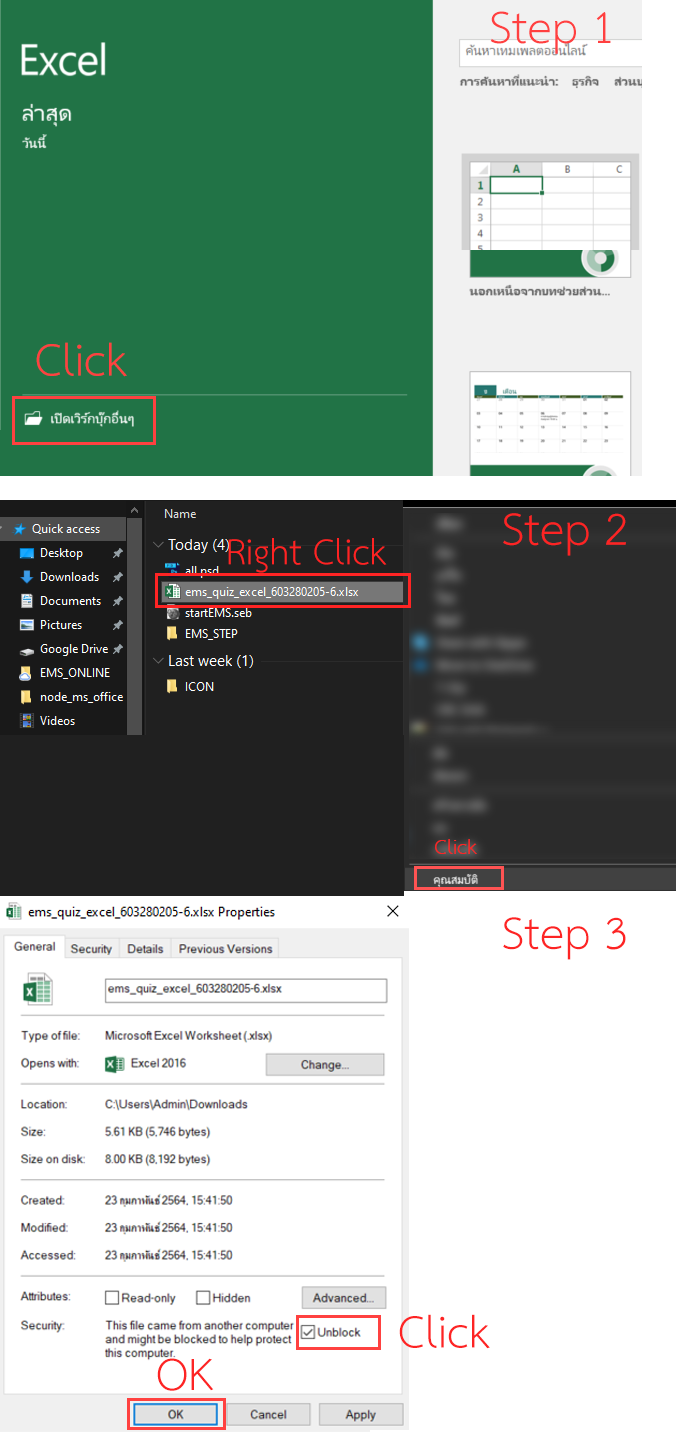 Step 1
Excel
ค้นหาเทมเพลตออนไลน์
ล่าสุด
การค้นหาที่แนะนำ: ธุรกิจ
วันนี้
A B C
1
2
3
4
5
นอกเหนือจากบทช่วยสอน...
Click
เปิดเวิร์กบุ๊กอื่นๆ
เดือน
Step 2
Quick access
Desktop
Downloads
Documents
Pictures
Google Drive
EMS_ONLINE
node_ms_office
Videos
Name
Today (4)
Right Click
all.psd
ems_quiz_excel_603280205-6.xlsx
startEMS.seb
EMS_STEP
Last week (1)
ICON
Click
คุณสมบัติ
Step 3
ems_quiz_excel_603280205-6.xlsx Properties
General Security Details Previous Versions
ems_quiz_excel_603280205-6.xlsx
Type of file: Microsoft Excel Worksheet (.xlsx)
Opens with: Excel 2016 Change...
Location: C:\Users\Admin\Downloads
Size: 5.61 KB (5,746 bytes)
Size on disk: 8.00 KB (8,192 bytes)
Created: 23 กุมภาพันธ์ 2564, 15:41:50
Modified: 23 กุมภาพันธ์ 2564, 15:41:50
Accessed: 23 กุมภาพันธ์ 2564, 15:41:50
Attributes: Read-only Hidden Advanced...
Security: This file came from another computer
and might be blocked to help protect
this computer.
Unblock
Click
OK
OK Cancel Apply